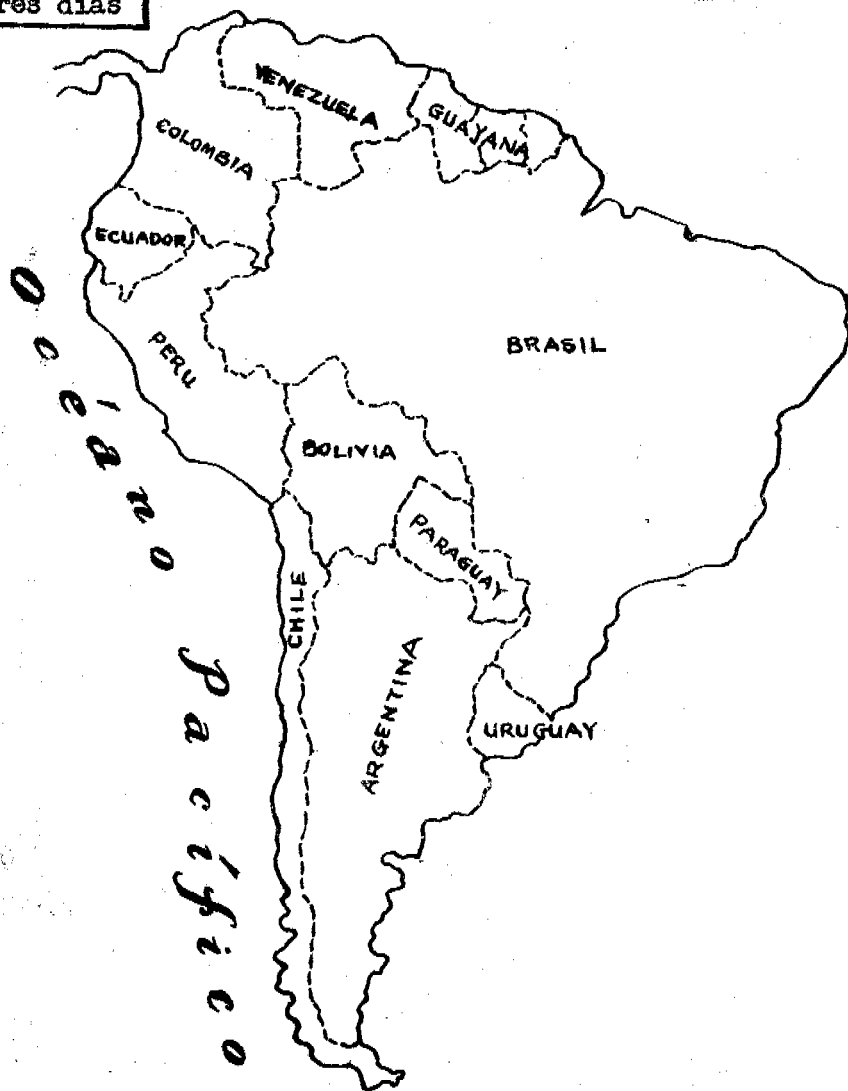 res dias
VENEZUELA
GUAYANA
COLOMBIA
ECUADOR
PERU
BRASIL
BOLIVIA
PARAGUAY
CHILE
ARGENTINA
URUGUAY
Océano Pacífico